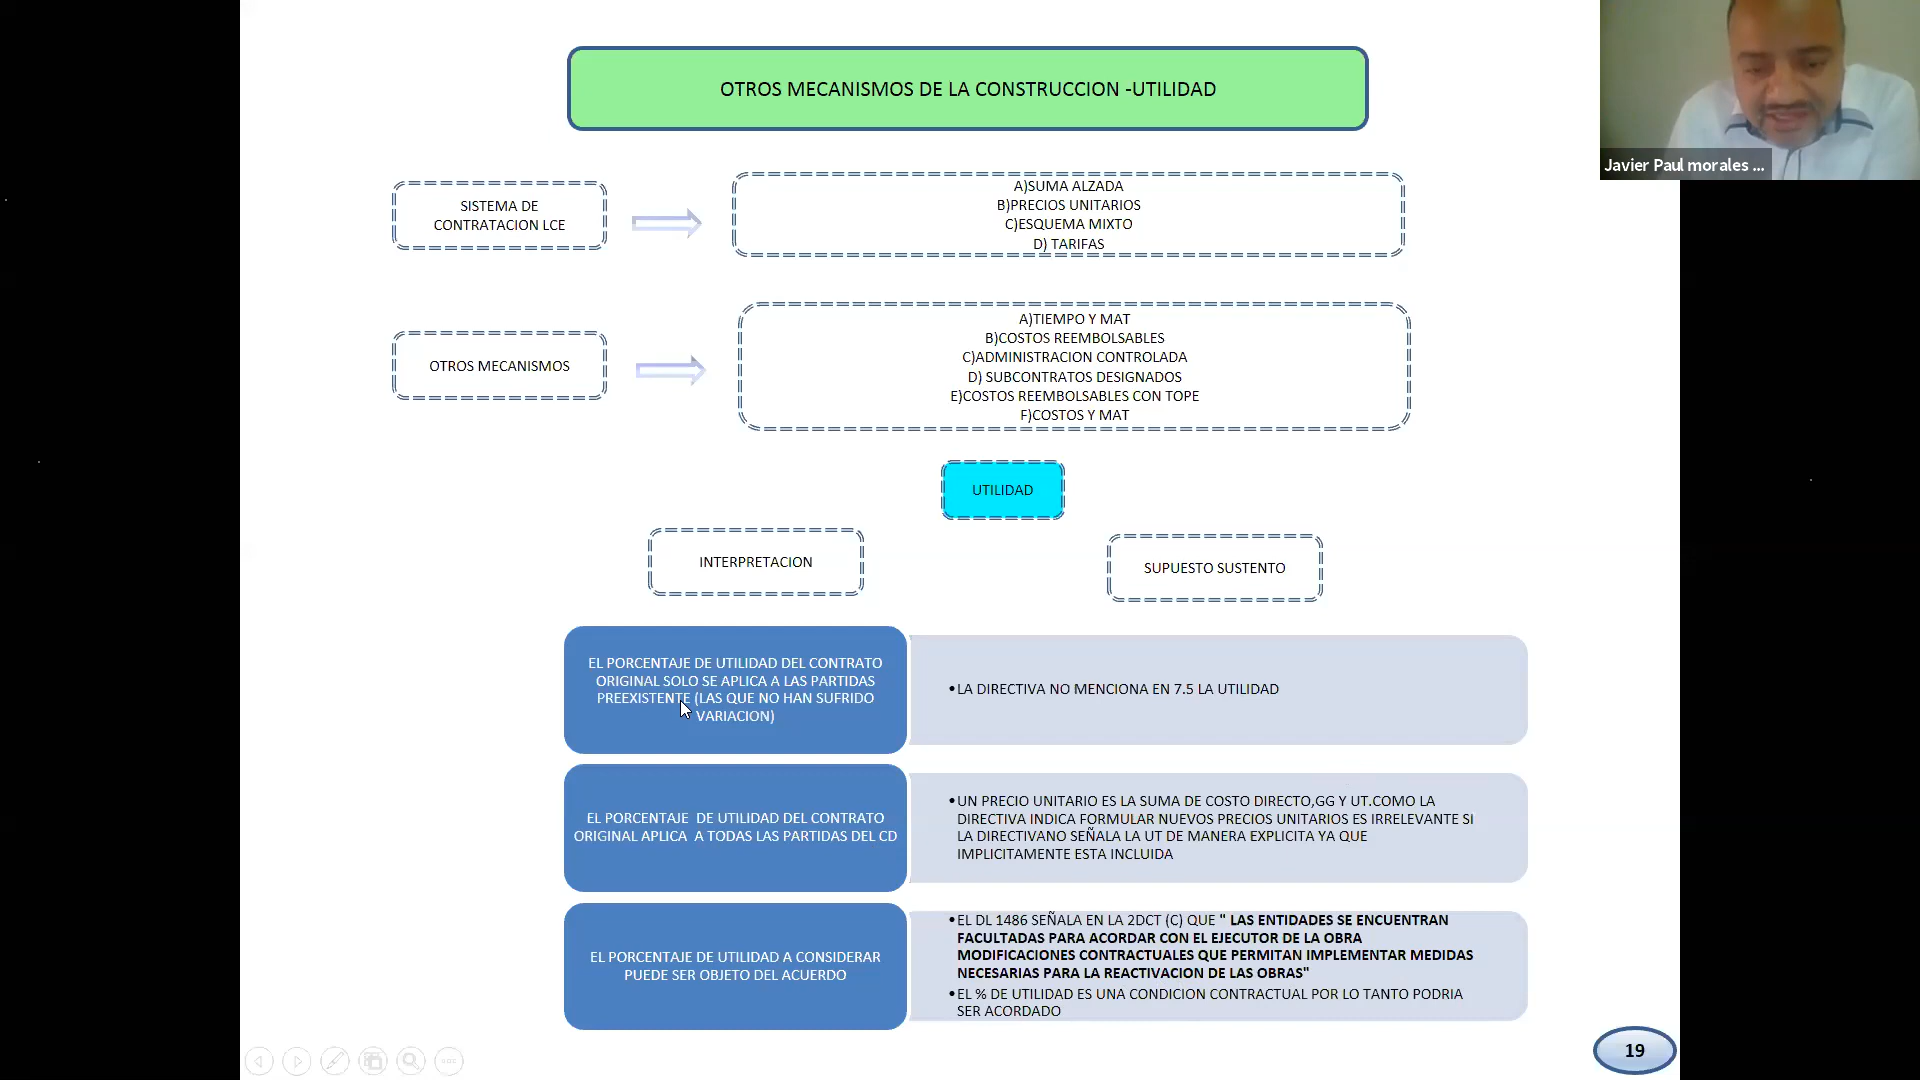 OTROS MECANISMOS DE LA CONSTRUCCION -UTILIDAD
Javier Paul morales ...
SISTEMA DE
CONTRATACION LCE
A)SUMA ALZADA
B)PRECIOS UNITARIOS
C)ESQUEMA MIXTO
D) TARIFAS
OTROS MECANISMOS
A)TIEMPO Y MAT
B)COSTOS REEMBOLSABLES
C)ADMINISTRACION CONTROLADA
D) SUBCONTRATOS DESIGNADOS
E)COSTOS REEMBOLSABLES CON TOPE
F)COSTOS Y MAT
UTILIDAD
INTERPRETACION
SUPUESTO SUSTENTO
EL PORCENTAJE DE UTILIDAD DEL CONTRATO
ORIGINAL SOLO SE APLICA A LAS PARTIDAS
PREEXISTENTE (LAS QUE NO HAN SUFRIDO
VARIACION)
•LA DIRECTIVA NO MENCIONA EN 7.5 LA UTILIDAD
EL PORCENTAJE  DE UTILIDAD DEL CONTRATO
ORIGINAL APLICA  A TODAS LAS PARTIDAS DEL CD
•UN PRECIO UNITARIO ES LA SUMA DE COSTO DIRECTO,GG Y UT.COMO LA
DIRECTIVA INDICA FORMULAR NUEVOS PRECIOS UNITARIOS ES IRRELEVANTE SI
LA DIRECTIVANO SEÑALA LA UT DE MANERA EXPLICITA YA QUE
IMPLICITAMENTE ESTA INCLUIDA
EL PORCENTAJE DE UTILIDAD A CONSIDERAR
PUEDE SER OBJETO DEL ACUERDO
•EL DL 1486 SEÑALA EN LA 2DCT (C) QUE " LAS ENTIDADES SE ENCUENTRAN
FACULTADAS PARA ACORDAR CON EL EJECUTOR DE LA OBRA
MODIFICACIONES CONTRACTUALES QUE PERMITAN IMPLEMENTAR MEDIDAS
NECESARIAS PARA LA REACTIVACION DE LAS OBRAS"
•EL % DE UTILIDAD ES UNA CONDICION CONTRACTUAL POR LO TANTO PODRIA
SER ACORDADO
19